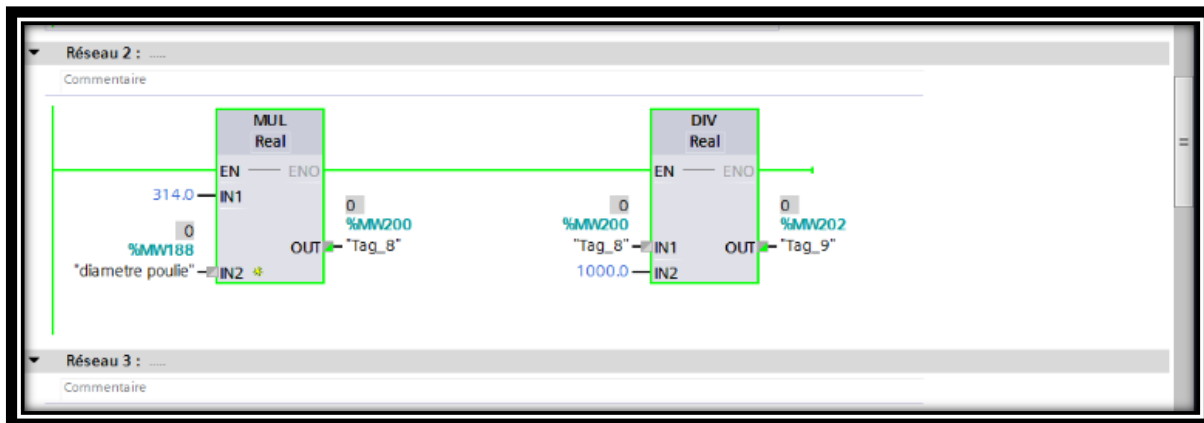 Réseau 2 : .....
Commentaire
MUL
Real
EN ENO
314.0 IN1
0
%MW188
"diametre poulie" IN2
0
%MW200
OUT "Tag_8"
DIV
Real
EN ENO
0
%MW200
"Tag_8" IN1
1000.0 IN2
0
%MW202
OUT "Tag_9"
Réseau 3 : .....
Commentaire